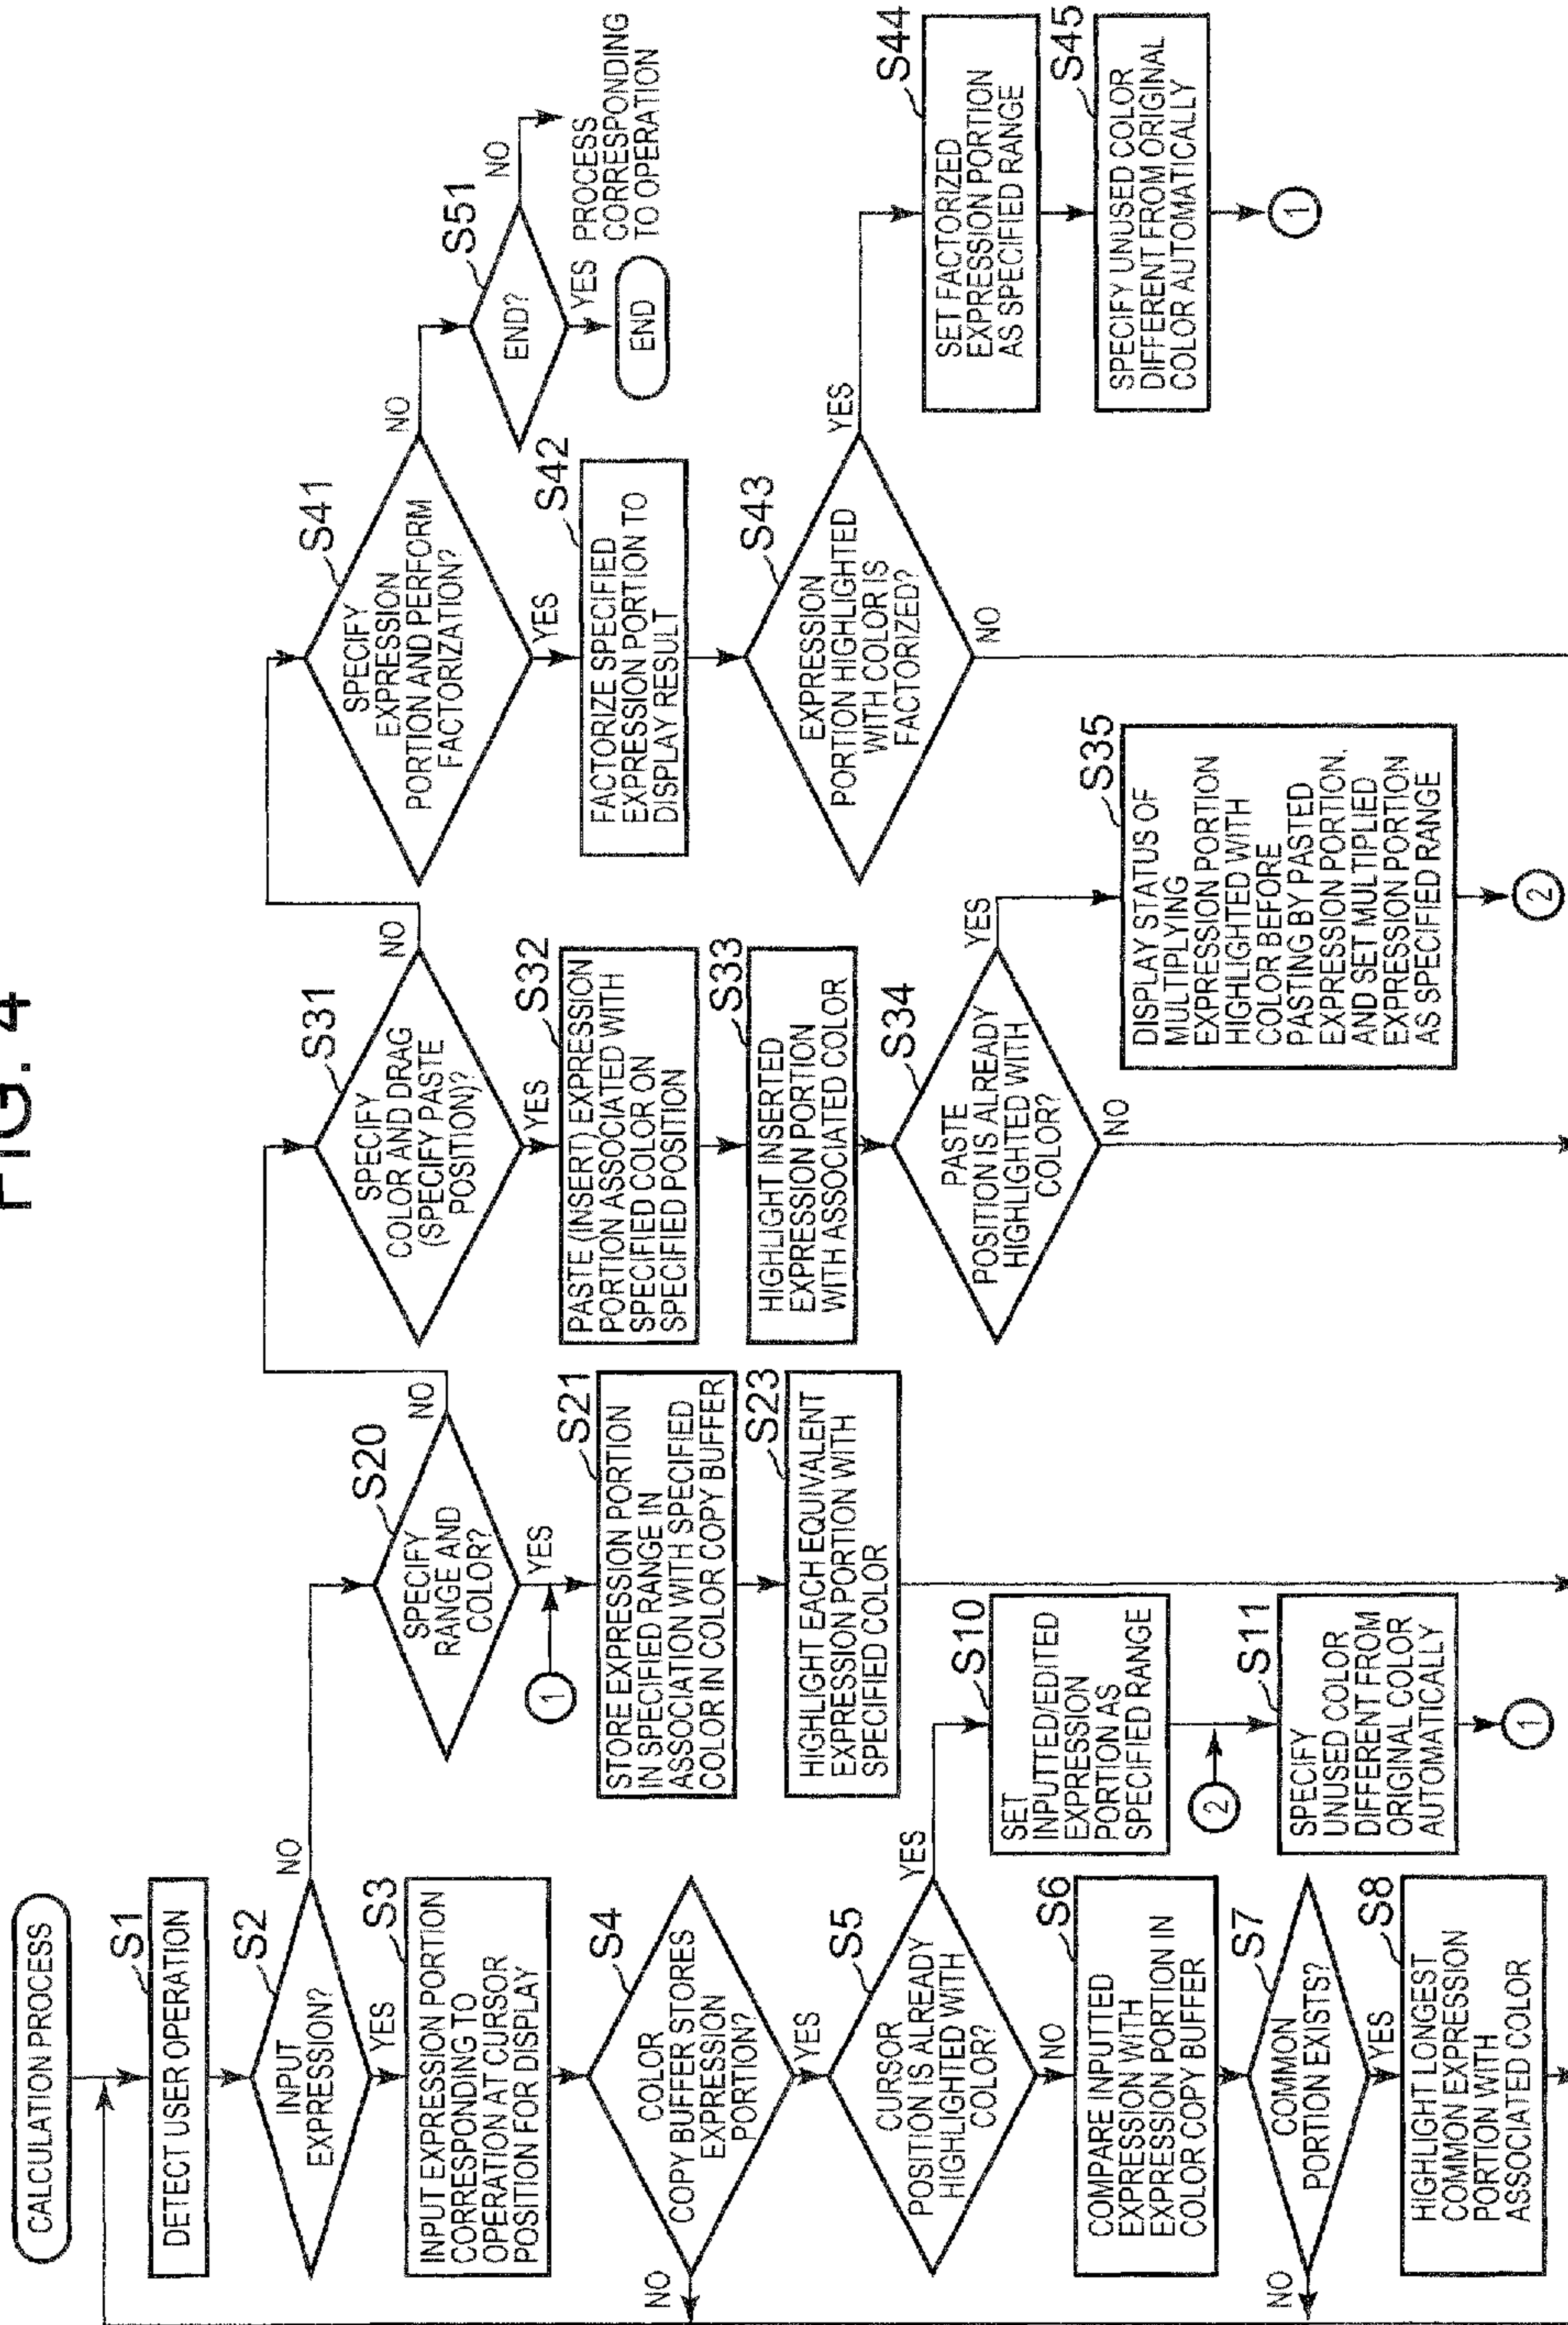 FIG. 4
CALCULATION PROCESS
S1
DETECT USER OPERATION
S2
INPUT
EXPRESSION?
NO
YES
S3
INPUT EXPRESSION PORTION
CORRESPONDING TO
OPERATION AT CURSOR
POSITION FOR DISPLAY
S4
COLOR
COPY BUFFER STORES
EXPRESSION
PORTION?
NO
YES
S5
CURSOR
POSITION IS ALREADY
HIGHLIGHTED WITH
COLOR?
YES
NO
S6
COMPARE INPUTTED
EXPRESSION WITH
EXPRESSION PORTION IN
COLOR COPY BUFFER
S7
COMMON
PORTION EXISTS?
NO
YES
S8
HIGHLIGHT LONGEST
COMMON EXPRESSION
PORTION WITH
ASSOCIATED COLOR
S10
SET
INPUTTED/EDITED
EXPRESSION
PORTION AS
SPECIFIED RANGE
2
S11
SPECIFY
UNUSED COLOR
DIFFERENT FROM
ORIGINAL COLOR
AUTOMATICALLY
1
S20
SPECIFY
RANGE AND
COLOR?
NO
YES
1
S21
STORE EXPRESSION PORTION
IN SPECIFIED RANGE IN
ASSOCIATION WITH SPECIFIED
COLOR IN COLOR COPY BUFFER
S23
HIGHLIGHT EACH EQUIVALENT
EXPRESSION PORTION WITH
SPECIFIED COLOR
S31
SPECIFY
COLOR AND DRAG
(SPECIFY PASTE
POSITION)?
NO
YES
S32
PASTE (INSERT) EXPRESSION
PORTION ASSOCIATED WITH
SPECIFIED COLOR ON
SPECIFIED POSITION
S33
HIGHLIGHT INSERTED
EXPRESSION PORTION
WITH ASSOCIATED COLOR
S34
PASTE
POSITION IS ALREADY
HIGHLIGHTED WITH
COLOR?
YES
NO
S35
DISPLAY STATUS OF
MULTIPLYING
EXPRESSION PORTION
HIGHLIGHTED WITH
COLOR BEFORE
PASTING BY PASTED
EXPRESSION PORTION,
AND SET MULTIPLIED
EXPRESSION PORTION
AS SPECIFIED RANGE
2
S41
SPECIFY
EXPRESSION
PORTION AND PERFORM
FACTORIZATION?
NO
YES
S42
FACTORIZE SPECIFIED
EXPRESSION PORTION TO
DISPLAY RESULT
S43
EXPRESSION
PORTION HIGHLIGHTED
WITH COLOR IS
FACTORIZED?
YES
NO
S44
SET FACTORIZED
EXPRESSION PORTION
AS SPECIFIED RANGE
S45
SPECIFY UNUSED COLOR
DIFFERENT FROM ORIGINAL
COLOR AUTOMATICALLY
1
S51
END?
NO
YES
PROCESS
CORRESPONDING
TO OPERATION
END